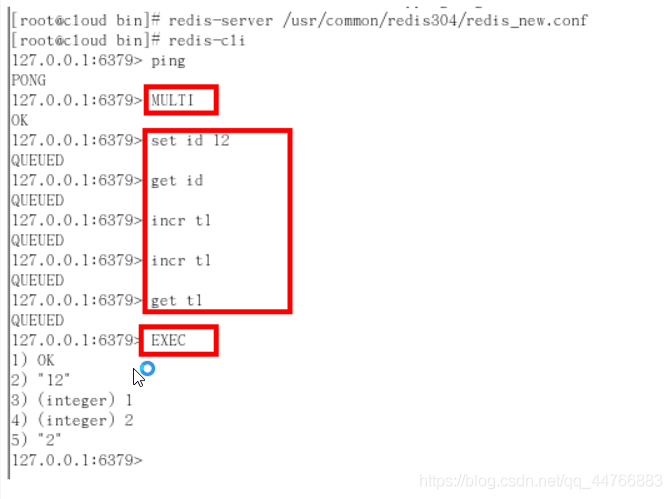 [root@cloud bin]# redis-server /usr/common/redis304/redis_new.conf
[root@cloud bin]# redis-cli
127.0.0.1:6379> ping
PONG
127.0.0.1:6379> MULTI
OK
127.0.0.1:6379> set id 12
QUEUED
127.0.0.1:6379> get id
QUEUED
127.0.0.1:6379> incr t1
QUEUED
127.0.0.1:6379> incr t1
QUEUED
127.0.0.1:6379> get t1
QUEUED
127.0.0.1:6379> EXEC
1) OK
2) "12"
3) (integer) 1
4) (integer) 2
5) "2"
127.0.0.1:6379>
https://blog.csdn.net/qq_44766883